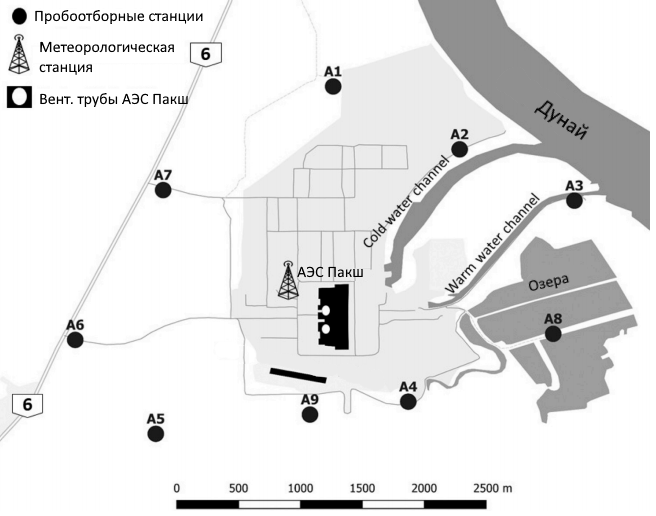 Пробоотборные станции
Метеорологическая
станция
Вент. трубы АЭС Пакш
6
A1
Дунай
A2
Cold water channel
A7
A3
Warm water channel
АЭС Пакш
Озера
A6
A8
6
A5
A9
A4
0 500 1000 1500 2000 2500 m